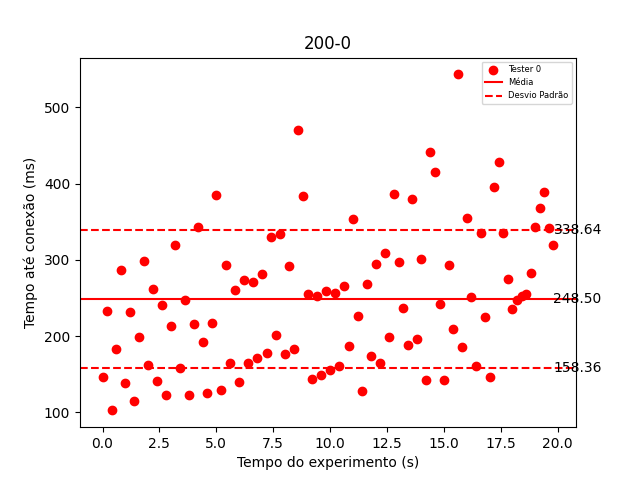 200-0
Tester 0
Média
Desvio Padrão
500
400
300
200
100
338.64
248.50
158.36
0.0 2.5 5.0 7.5 10.0 12.5 15.0 17.5 20.0
Tempo do experimento (s)
Tempo até conexão (ms)